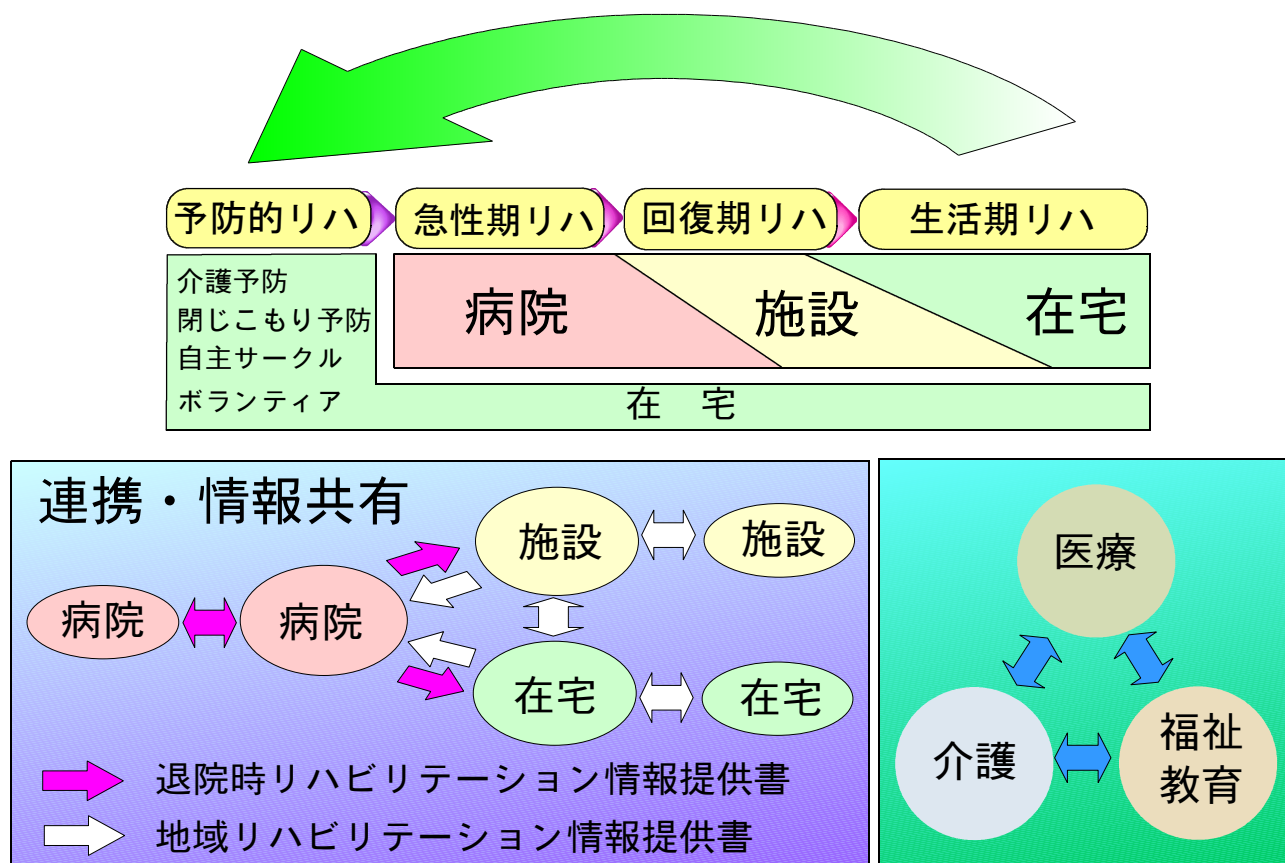 予防的リハ
急性期リハ
回復期リハ
生活期リハ
介護予防
閉じこもり予防
自主サークル
ボランティア
病院
施設
在宅
在 宅
連携・情報共有
病院
病院
施設
施設
在宅
在宅
退院時リハビリテーション情報提供書
地域リハビリテーション情報提供書
医療
介護
福祉
教育